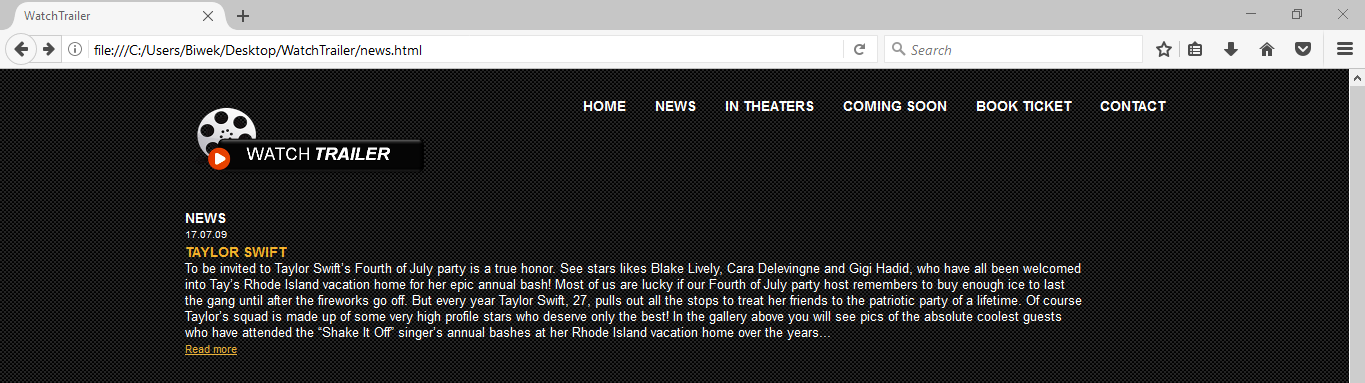 WatchTrailer
file:///C:/Users/Biwek/Desktop/WatchTrailer/news.html
Search
HOME NEWS IN THEATERS COMING SOON BOOK TICKET CONTACT
WATCH TRAILER
NEWS
17.07.09
TAYLOR SWIFT
To be invited to Taylor Swift’s Fourth of July party is a true honor. See stars likes Blake Lively, Cara Delevingne and Gigi Hadid, who have all been welcomed
into Tay’s Rhode Island vacation home for her epic annual bash! Most of us are lucky if our Fourth of July party host remembers to buy enough ice to last
the gang until after the fireworks go off. But every year Taylor Swift, 27, pulls out all the stops to treat her friends to the patriotic party of a lifetime. Of course
Taylor’s squad is made up of some very high profile stars who deserve only the best! In the gallery above you will see pics of the absolute coolest guests
who have attended the “Shake It Off” singer’s annual bashes at her Rhode Island vacation home over the years...
Read more